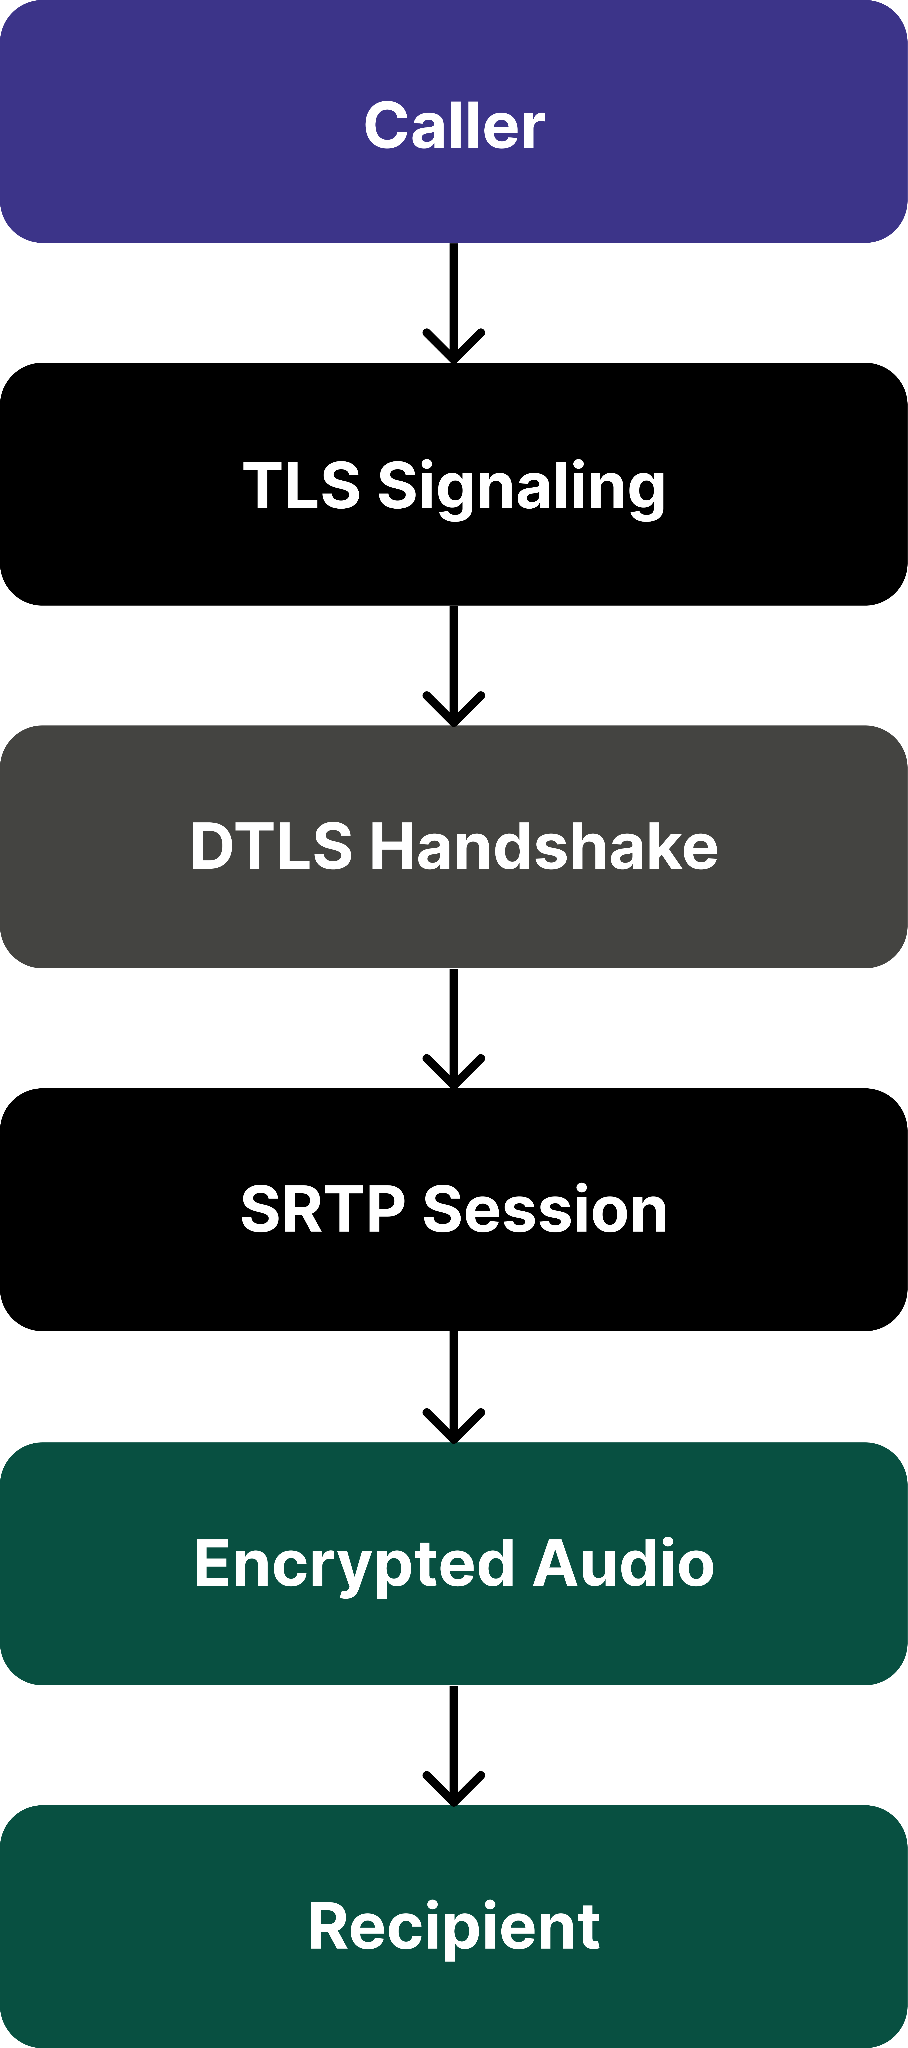 Caller
TLS Signaling
DTLS Handshake
SRTP Session
Encrypted Audio
Recipient